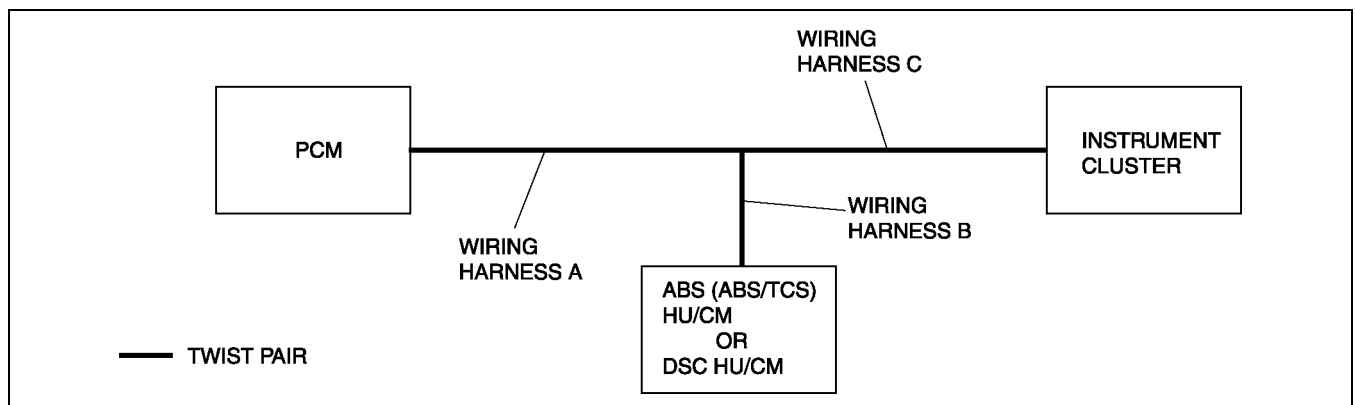 WIRING
HARNESS C
PCM
INSTRUMENT
CLUSTER
WIRING
HARNESS B
WIRING
HARNESS A
ABS (ABS/TCS)
HU/CM
OR
DSC HU/CM
TWIST PAIR